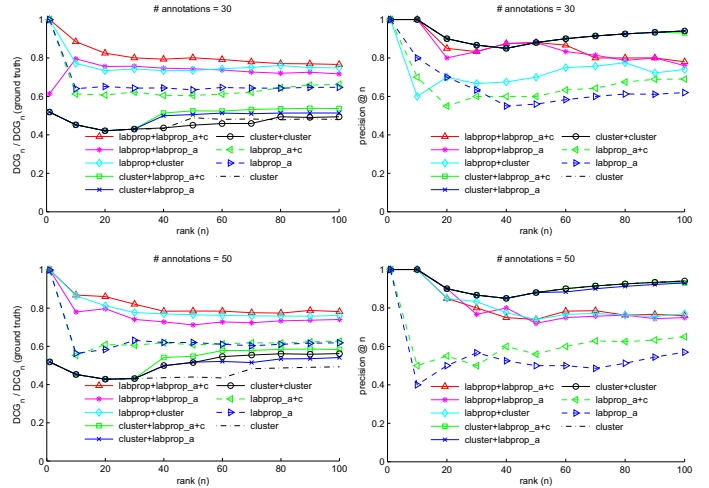 # annotations = 30
1
0.8
0.6
0.4
0.2
0
DCG_n / DCG_n (ground truth)
labprop+labprop_a+c
labprop+labprop_a
labprop+cluster
cluster+labprop_a+c
cluster+labprop_a
cluster+cluster
labprop_a+c
labprop_a
cluster
0 20 40 60 80 100
rank (n)
# annotations = 30
1
0.8
0.6
0.4
0.2
0
precision @ n
labprop+labprop_a+c
labprop+labprop_a
labprop+cluster
cluster+labprop_a+c
cluster+labprop_a
cluster+cluster
labprop_a+c
labprop_a
cluster
0 20 40 60 80 100
rank (n)
# annotations = 50
1
0.8
0.6
0.4
0.2
0
DCG_n / DCG_n (ground truth)
labprop+labprop_a+c
labprop+labprop_a
labprop+cluster
cluster+labprop_a+c
cluster+labprop_a
cluster+cluster
labprop_a+c
labprop_a
cluster
0 20 40 60 80 100
rank (n)
# annotations = 50
1
0.8
0.6
0.4
0.2
0
precision @ n
labprop+labprop_a+c
labprop+labprop_a
labprop+cluster
cluster+labprop_a+c
cluster+labprop_a
cluster+cluster
labprop_a+c
labprop_a
cluster
0 20 40 60 80 100
rank (n)